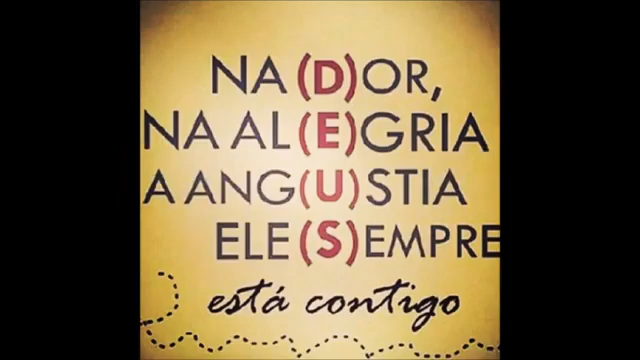 NA (D)OR,
NA AL(E)GRIA
A ANG(U)STIA
ELE (S)EMPRE
está contigo